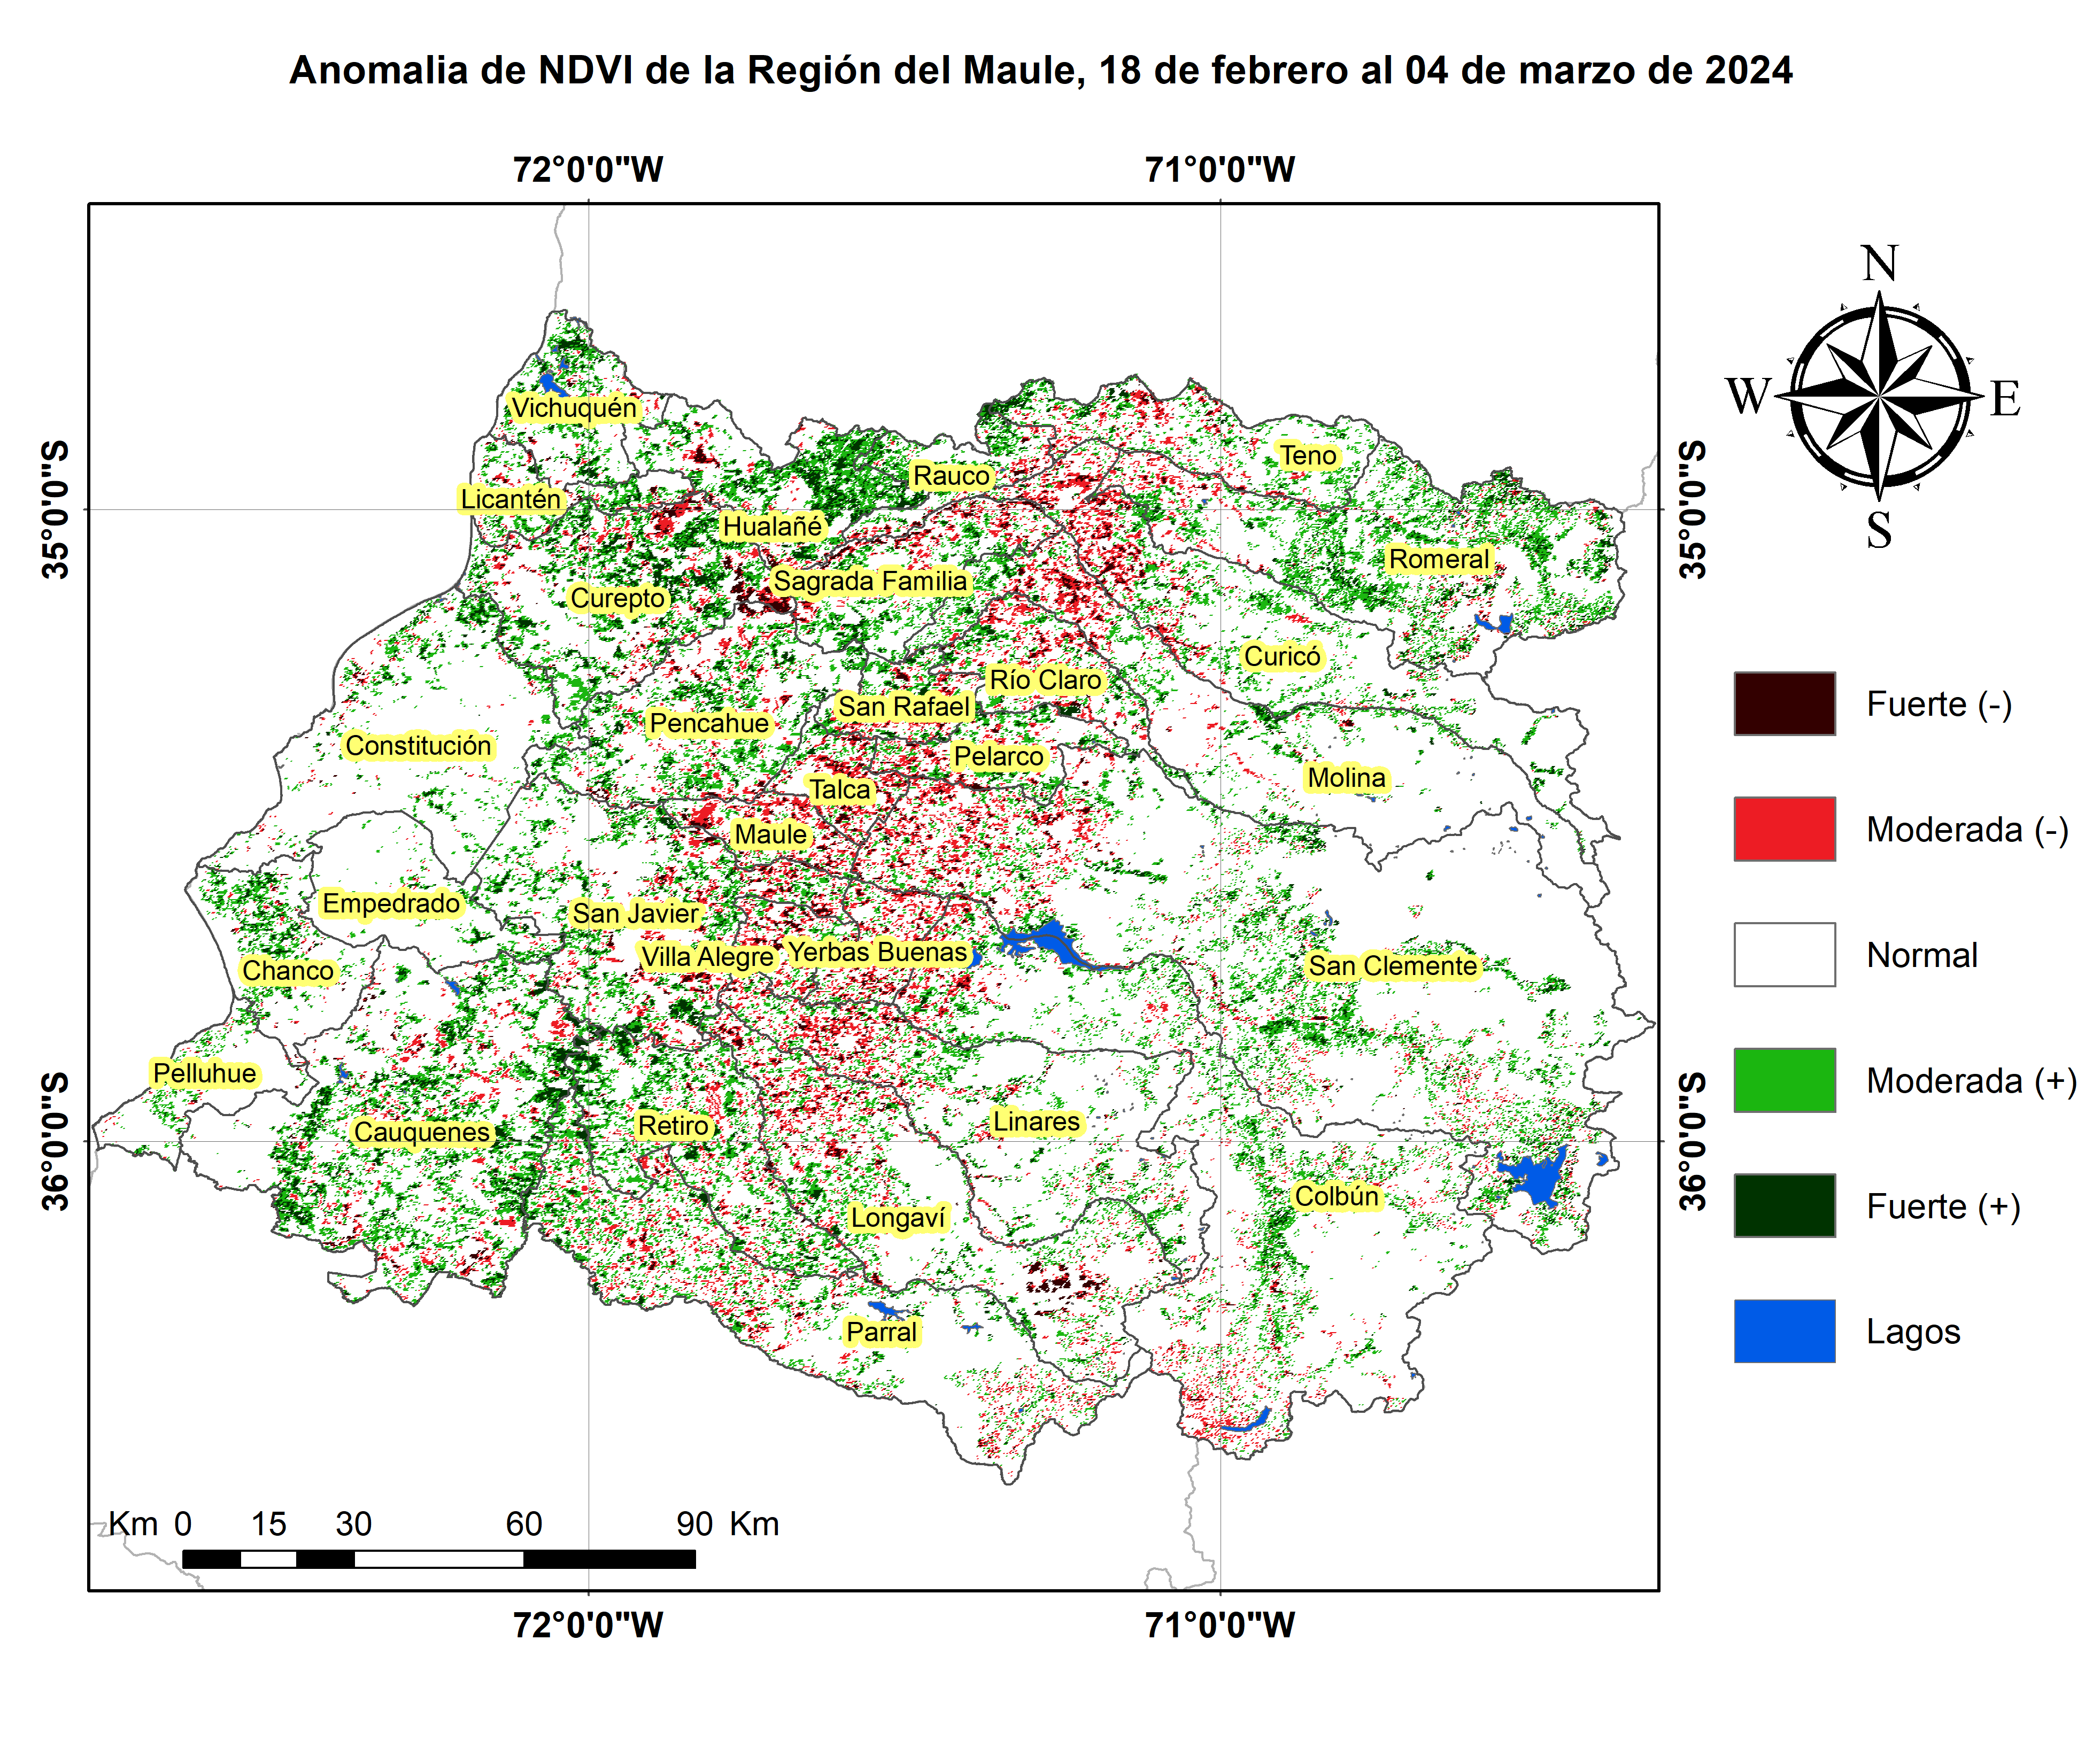 Anomalia de NDVI de la Región del Maule, 18 de febrero al 04 de marzo de 2024
72°0'0"W 71°0'0"W
N
W E
S
35°0'0"S 35°0'0"S
36°0'0"S 36°0'0"S
Vichuquén
Teno
Rauco
Licantén
Hualañé
Romeral
Sagrada Familia
Curepto
Curicó
Río Claro
San Rafael
Pencahue
Constitución
Pelarco
Molina
Talca
Maule
Empedrado
San Javier
Villa Alegre
Yerbas Buenas
San Clemente
Chanco
Pelluhue
Linares
Retiro
Cauquenes
Colbún
Longaví
Parral
Fuerte (-)
Moderada (-)
Normal
Moderada (+)
Fuerte (+)
Lagos
Km 0 15 30 60 90 Km
72°0'0"W 71°0'0"W